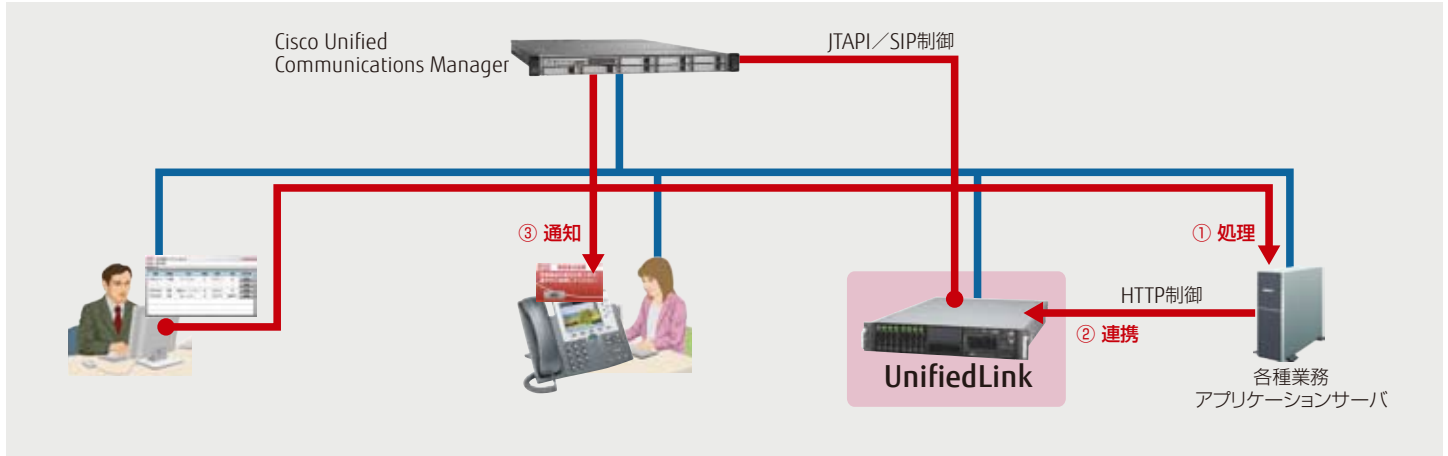 Cisco Unified
Communications Manager
JTAPI／SIP制御
③ 通知
① 処理
HTTP制御
② 連携
UnifiedLink
各種業務
アプリケーションサーバ